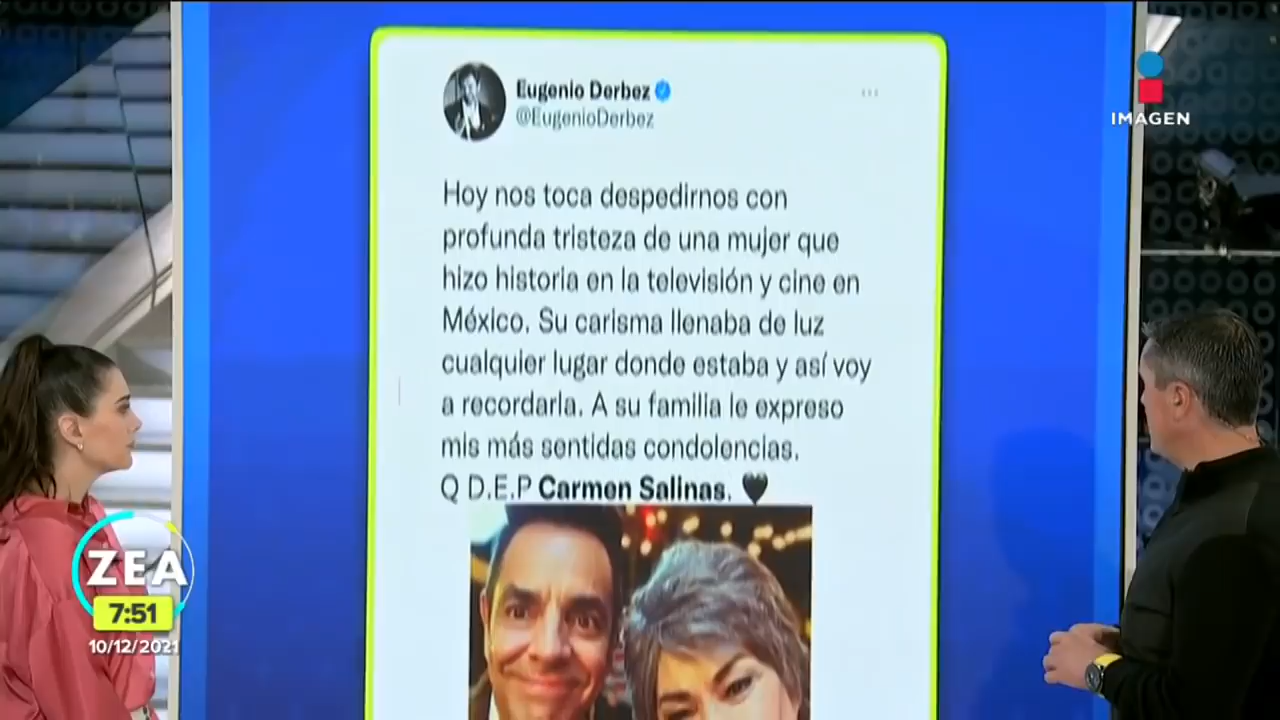 Eugenio Derbez
@EugenioDerbez
IMAGEN
Hoy nos toca despedirnos con
profunda tristeza de una mujer que
hizo historia en la televisión y cine en
México. Su carisma llenaba de luz
cualquier lugar donde estaba y así voy
a recordarla. A su familia le expreso
mis más sentidas condolencias.
Q D.E.P Carmen Salinas. 🖤
ZEA
7:51
10/12/2021